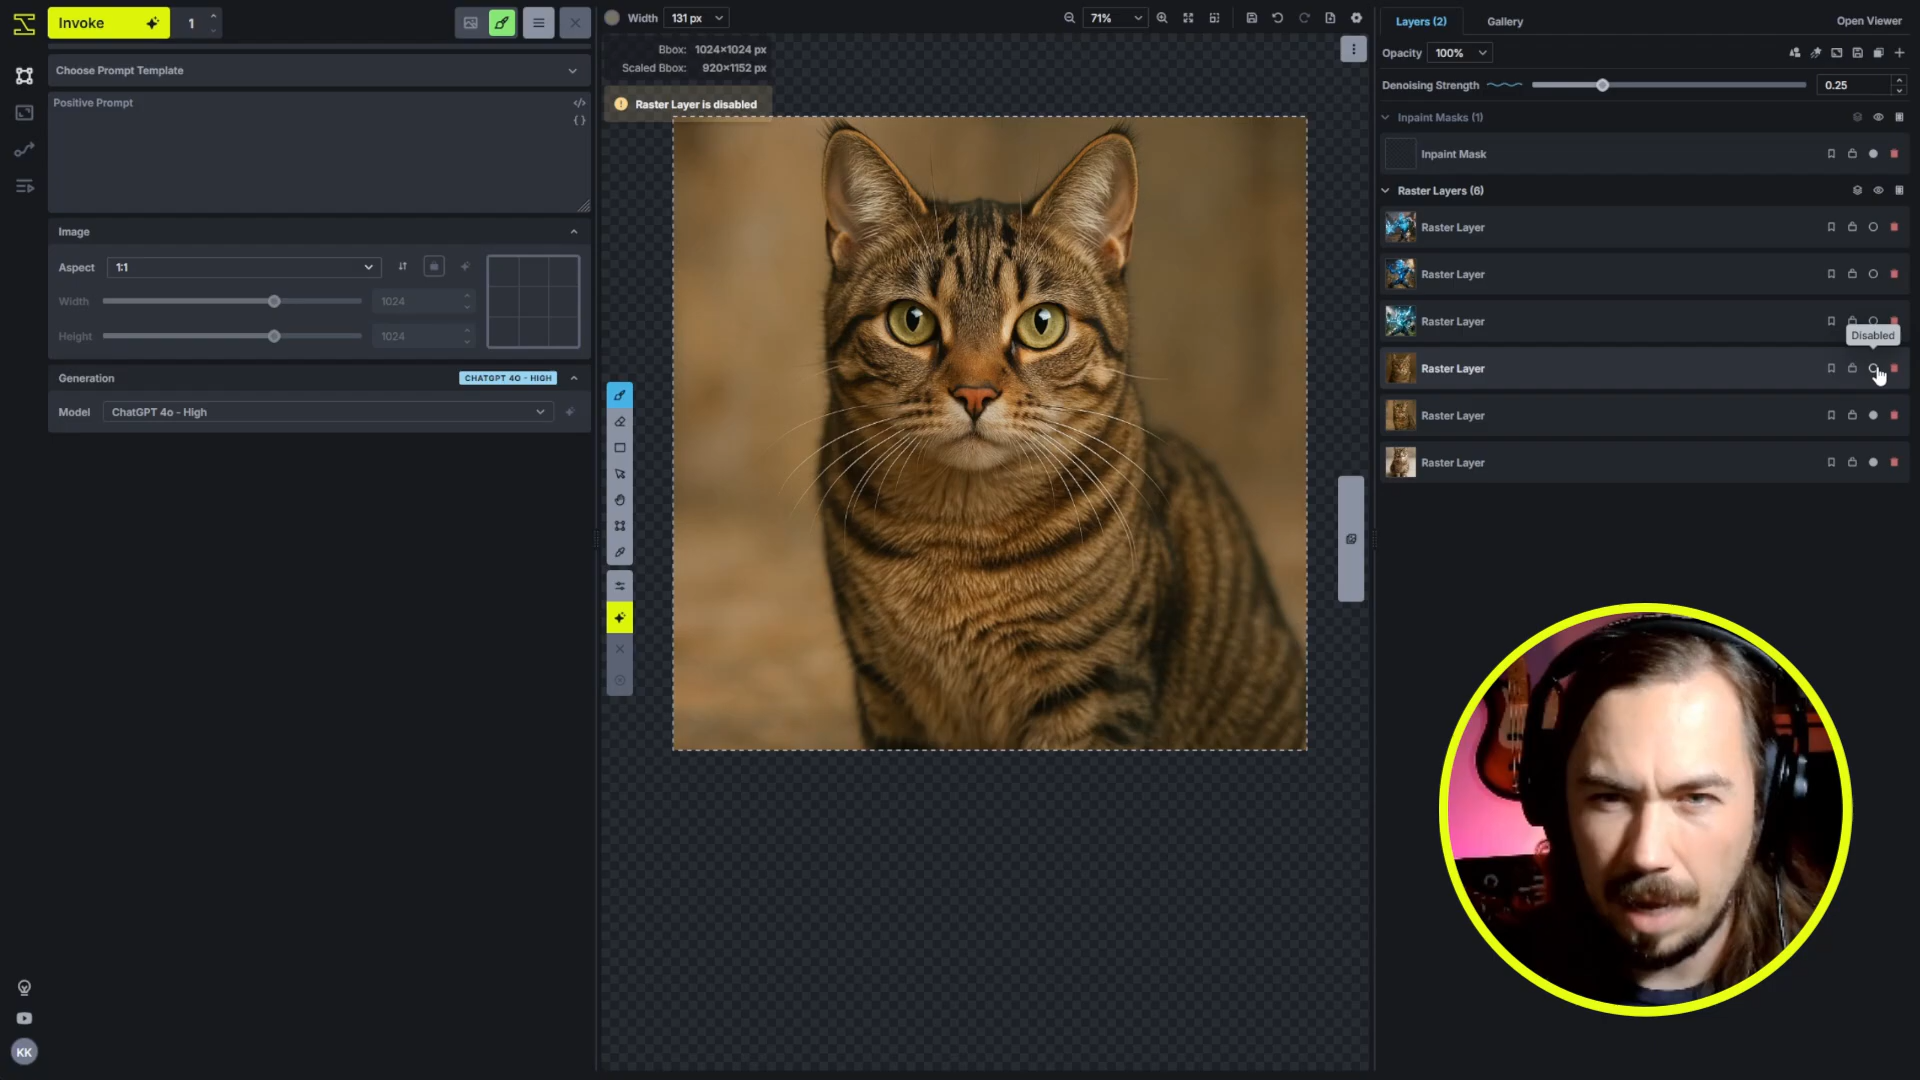 Invoke
1
Width 131 px
71%
Layers (2)
Gallery
Open Viewer
Choose Prompt Template
Positive Prompt
Bbox: 1024×1024 px
Scaled Bbox: 920×1152 px
Raster Layer is disabled
Opacity 100%
Denoising Strength 0.25
Inpaint Masks (1)
Inpaint Mask
Raster Layers (6)
Raster Layer
Raster Layer
Raster Layer
Disabled
Raster Layer
Raster Layer
Raster Layer
Image
Aspect 1:1
Width 1024
Height 1024
Generation CHATGPT 4O - HIGH
Model ChatGPT 4o - High
KK